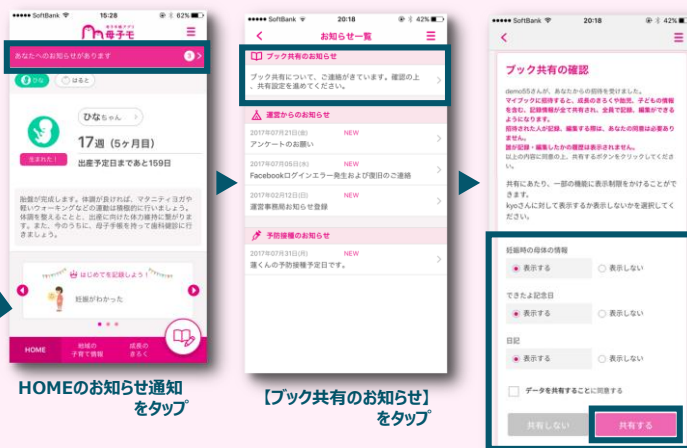 ●●●●● SoftBank 15:28 62%
母子手帳アプリ
母子モ
あなたへのお知らせがあります 3 >
ひな はると
ひなちゃん >
17週 (5ヶ月目)
生まれた!
出産予定日まであと159日
胎盤が完成します。体調が良ければ、マタニティヨガや
軽いウォーキングなどの運動は積極的に行いましょう。
体調を整えることと、出産に向けた体力維持に繋がりま
す。また、今のうちに、母子手帳を持って歯科健診に行
きましょう。
はじめてを記録しよう!
妊娠がわかった
HOME
地域の
子育て情報
成長の
きろく
HOMEのお知らせ通知
をタップ
●●●●● SoftBank 20:18 42%
お知らせ一覧
ブック共有のお知らせ
ブック共有について、ご連絡がきています。確認の上
、共有設定を進めてください。
運営からのお知らせ
2017年07月21日(金) NEW
アンケートのお願い
2017年07月05日(水) NEW
Facebookログインエラー発生および復旧のご連絡
2017年02月12日(日) NEW
運営事務局お知らせ登録
予防接種のお知らせ
2017年07月31日(月) NEW
蓮くんの予防接種予定日です。
【ブック共有のお知らせ】
をタップ
●●●●● SoftBank 20:18 42%
ブック共有の確認
demo55さんが、あなたからの招待を受けました。
マイブックに招待すると、成長のきろくや胎児、子どもの情報
を含む、記録情報が全て共有され、全員で記録、編集ができる
ようになります。
招待された人が記録、編集する際は、あなたの同意は必要あり
ません。
誰が記録・編集したかの履歴は表示されません。
以上の内容に同意の上、共有するボタンをクリックしてくださ
い。
共有にあたり、一部の機能に表示制限をかけることがで
きます。
kyoさんに対して表示するか表示しないかを選択してく
ださい。
妊娠時の母体の情報
表示する 表示しない
できたよ記念日
表示する 表示しない
日記
表示する 表示しない
データを共有することに同意する
共有しない 共有する